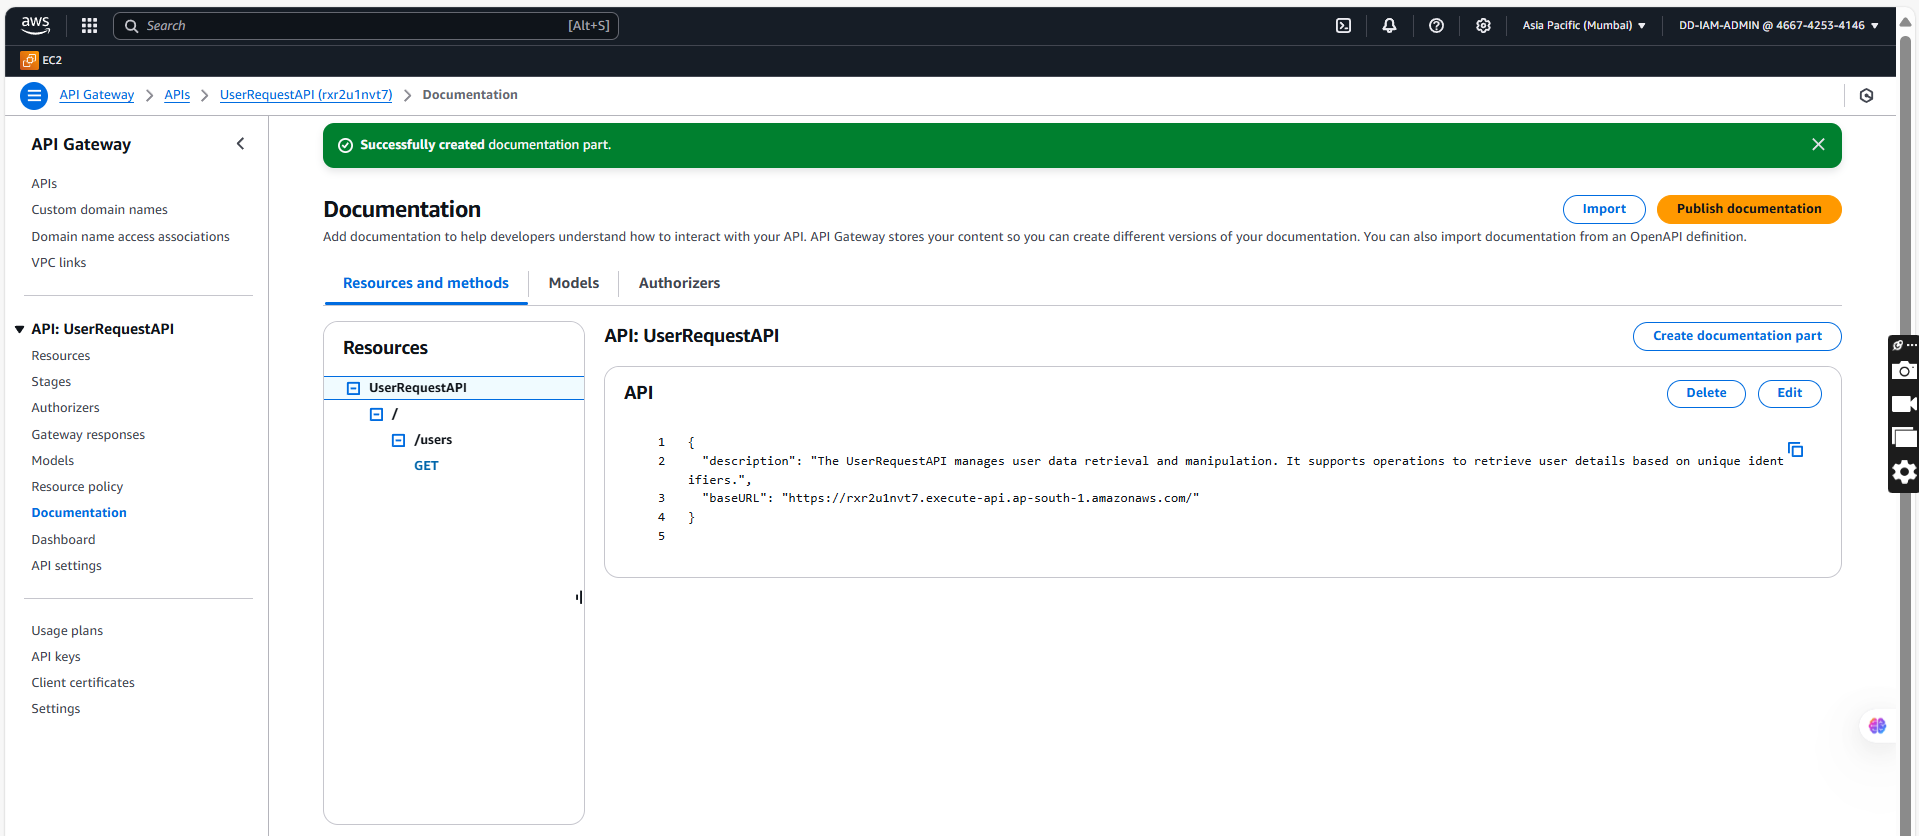 aws
Search [Alt+S]
Asia Pacific (Mumbai) ▼
DD-IAM-ADMIN @ 4667-4253-4146 ▼
EC2
API Gateway > APIs > UserRequestAPI (rxr2u1nvt7) > Documentation
API Gateway
APIs
Custom domain names
Domain name access associations
VPC links
API: UserRequestAPI
Resources
Stages
Authorizers
Gateway responses
Models
Resource policy
Documentation
Dashboard
API settings
Usage plans
API keys
Client certificates
Settings
Successfully created documentation part.
Documentation
Import
Publish documentation
Add documentation to help developers understand how to interact with your API. API Gateway stores your content so you can create different versions of your documentation. You can also import documentation from an OpenAPI definition.
Resources and methods
Models
Authorizers
Resources
UserRequestAPI
/
/users
GET
API: UserRequestAPI
Create documentation part
API
Delete
Edit
1 {
2 "description": "The UserRequestAPI manages user data retrieval and manipulation. It supports operations to retrieve user details based on unique ident
ifiers.",
3 "baseURL": "https://rxr2u1nvt7.execute-api.ap-south-1.amazonaws.com/"
4 }
5